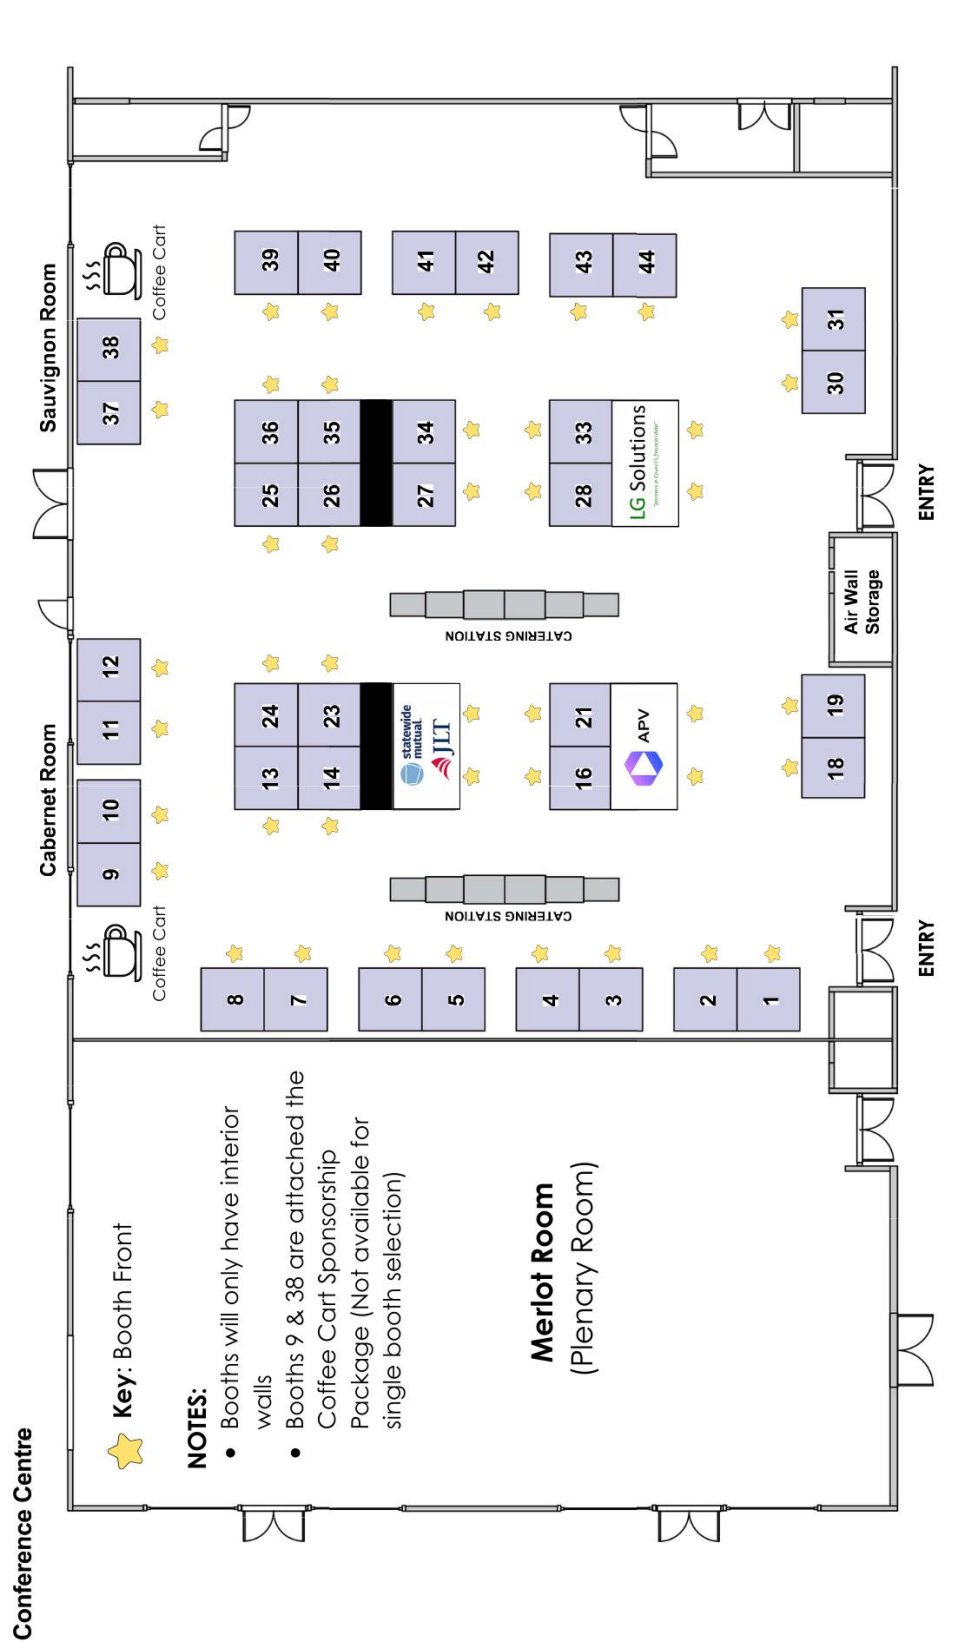 Conference Centre
Cabernet Room
Sauvignon Room
Key: Booth Front
NOTES:
• Booths will only have interior
walls
• Booths 9 & 38 are attached the
Coffee Cart Sponsorship
Package (Not available for
single booth selection)
Merlot Room
(Plenary Room)
Coffee Cart
9
10
11
12
37
38
Coffee Cart
8
7
6
5
4
3
2
1
CATERING STATION
13
24
14
23
statewide
mutual
JLT
16
21
APV
18
19
CATERING STATION
25
36
26
35
27
34
28
33
LG Solutions
30
31
39
40
41
42
43
44
Air Wall
Storage
ENTRY
ENTRY